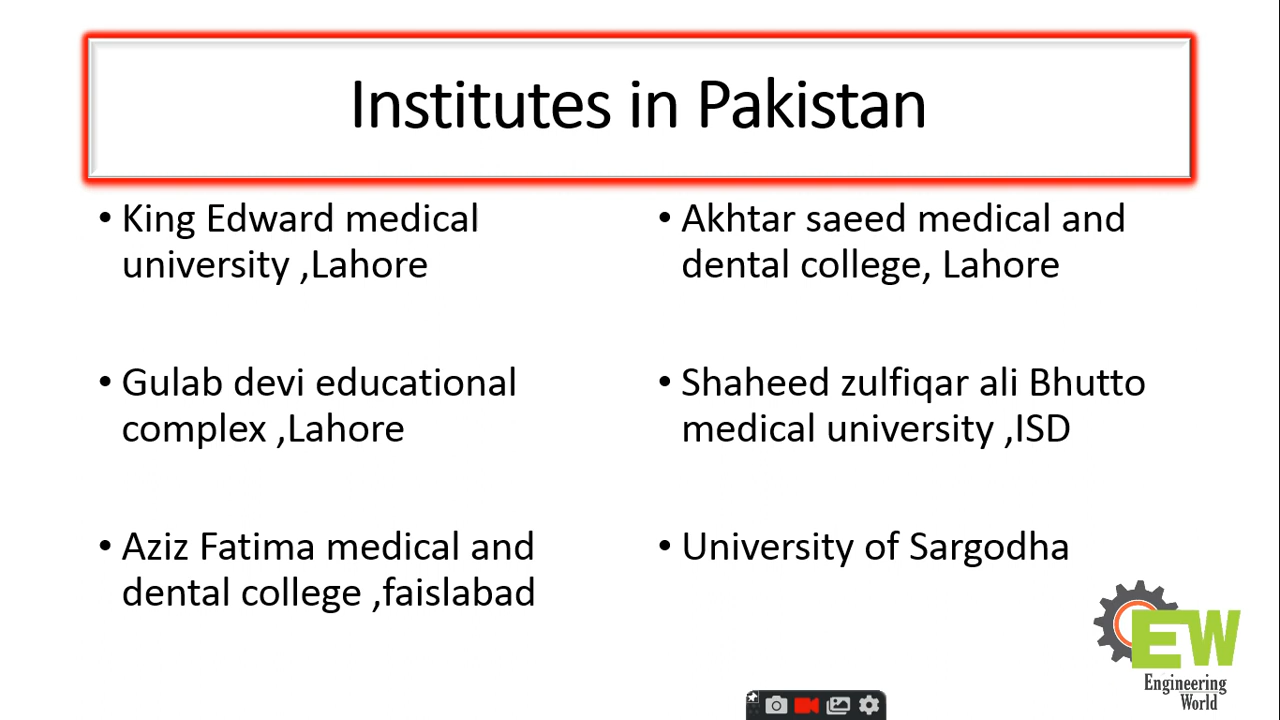 Institutes in Pakistan
• King Edward medical
university ,Lahore
• Gulab devi educational
complex ,Lahore
• Aziz Fatima medical and
dental college ,faislabad
• Akhtar saeed medical and
dental college, Lahore
• Shaheed zulfiqar ali Bhutto
medical university ,ISD
• University of Sargodha
EW
Engineering
World